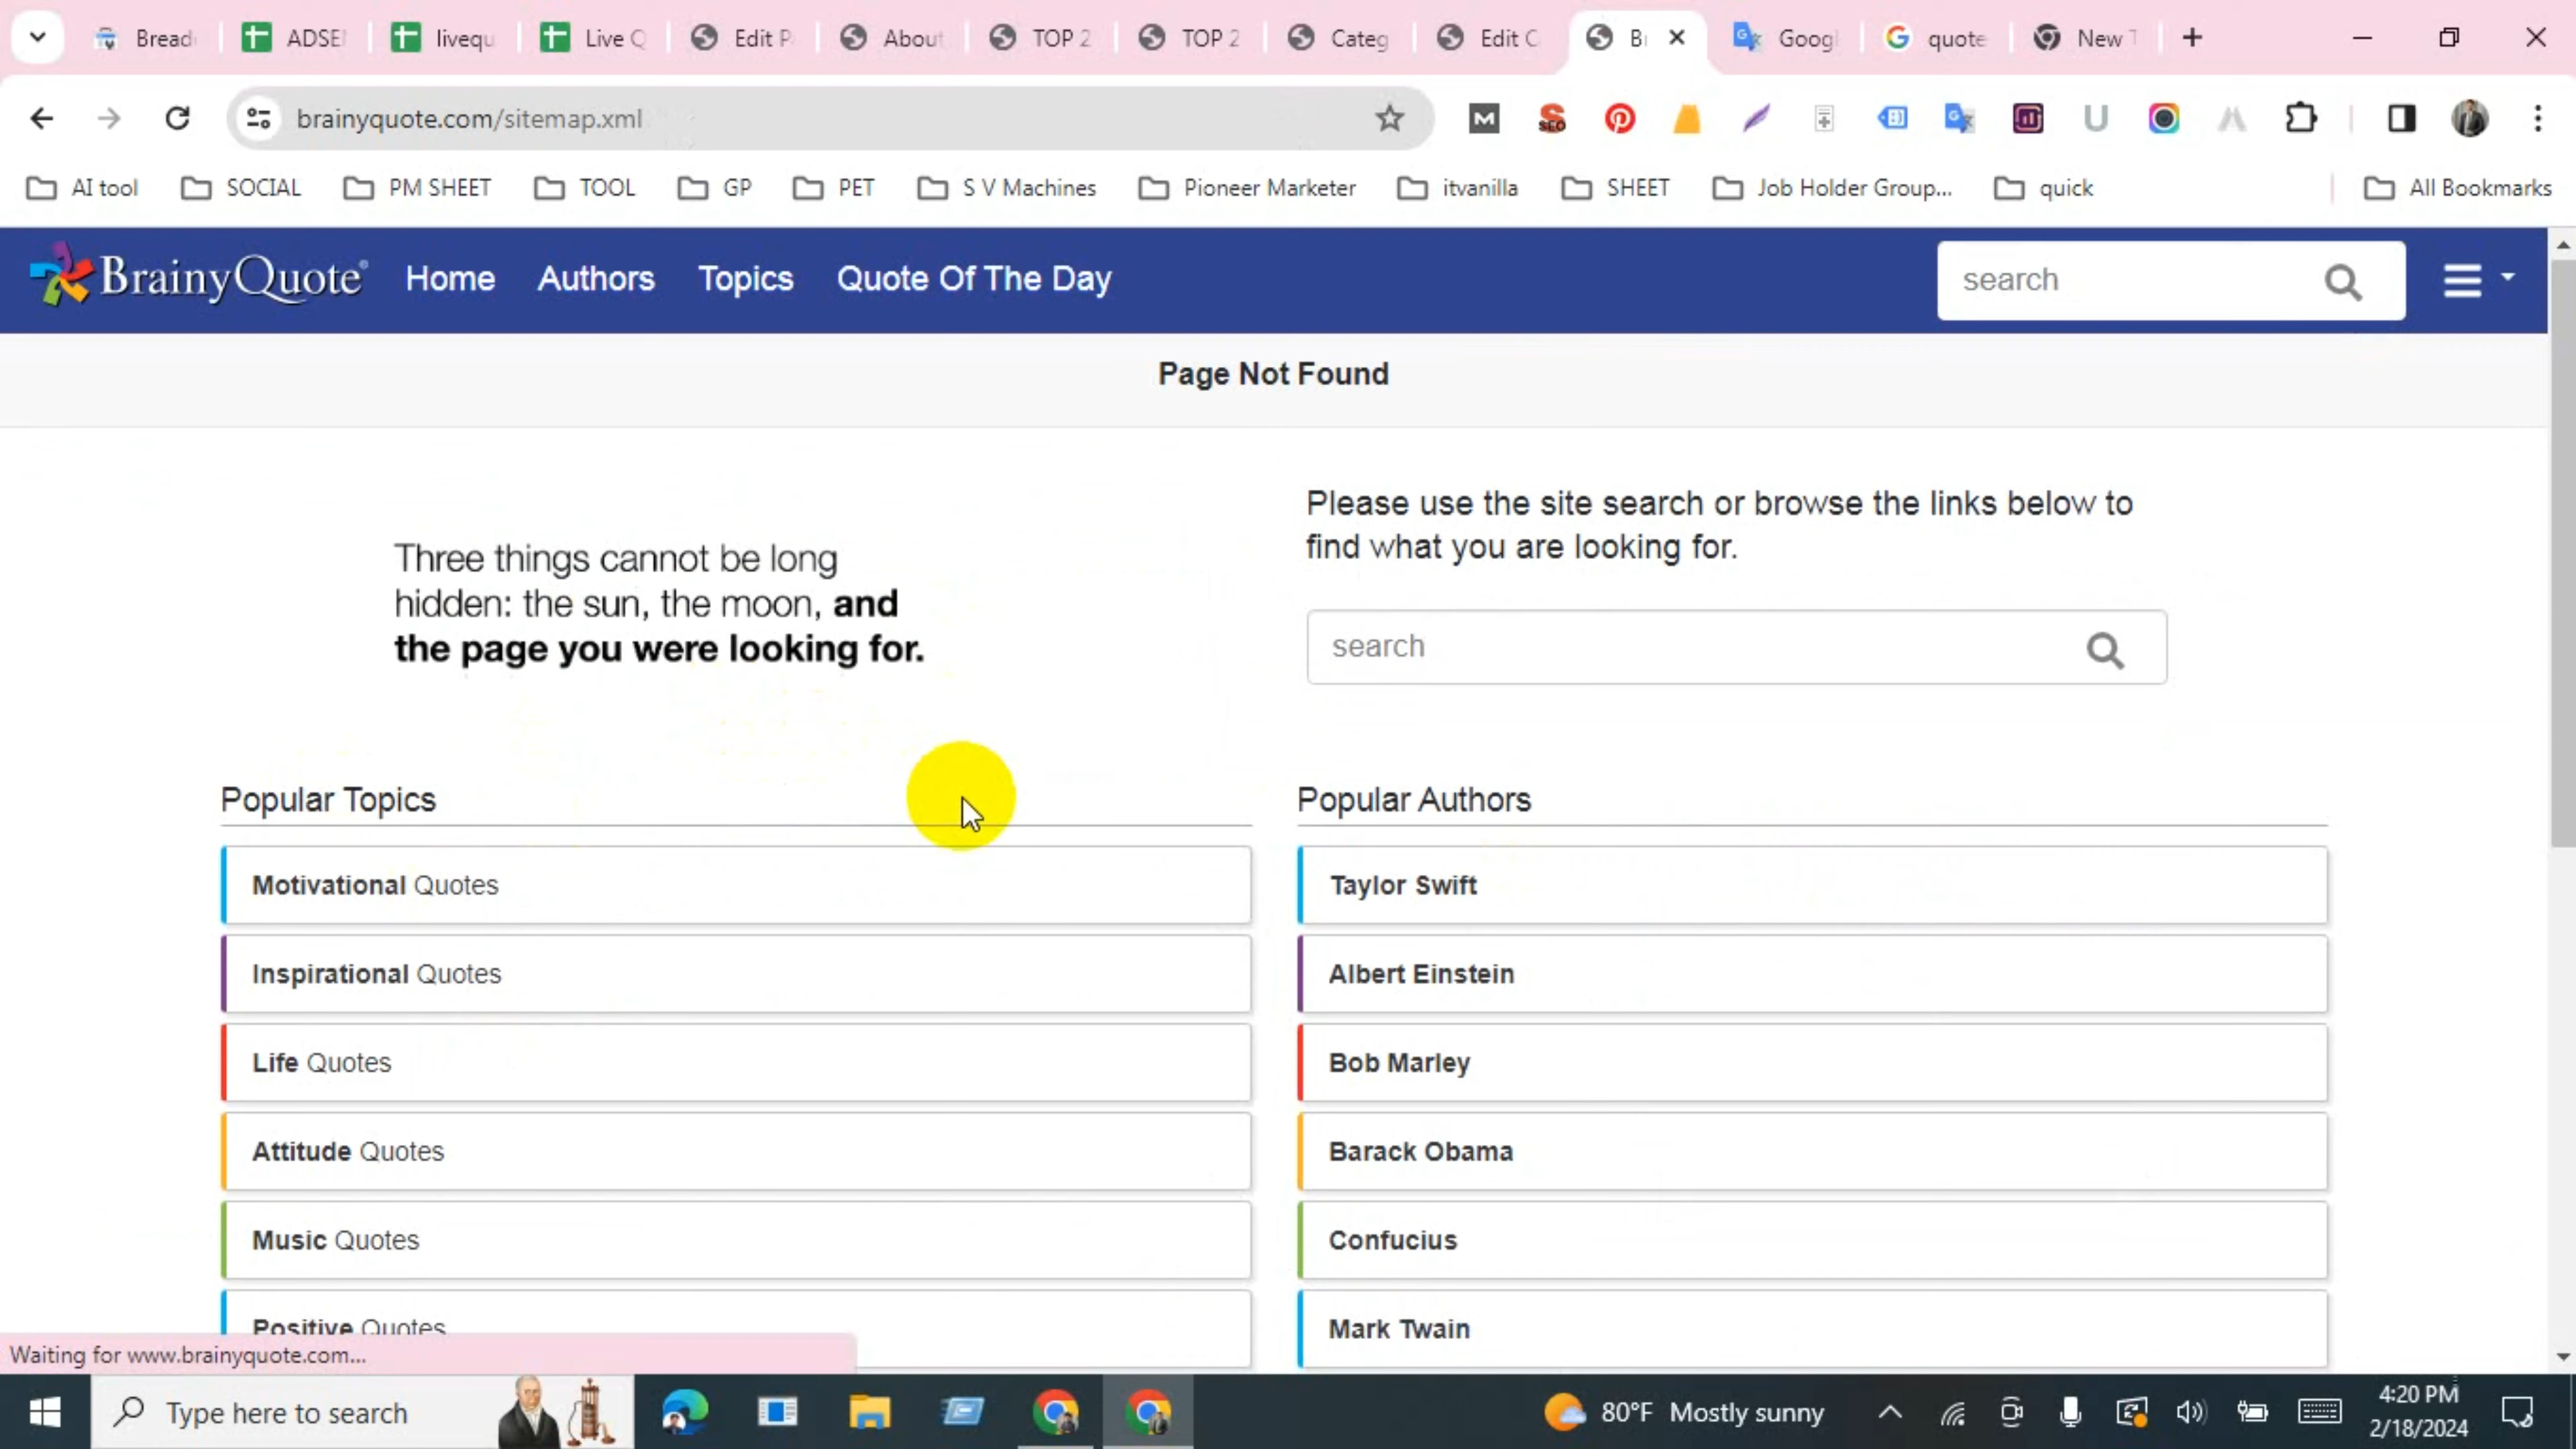 Bread
ADSE
livequ
Live Q
Edit P
About
TOP 2
TOP 2
Categ
Edit C
Googl
quote
New T
brainyquote.com/sitemap.xml
AI tool
SOCIAL
PM SHEET
TOOL
GP
PET
S V Machines
Pioneer Marketer
itvanilla
SHEET
Job Holder Group...
quick
All Bookmarks
BrainyQuote®
Home
Authors
Topics
Quote Of The Day
search
Page Not Found
Three things cannot be long
hidden: the sun, the moon, and
the page you were looking for.
Please use the site search or browse the links below to
find what you are looking for.
search
Popular Topics
Motivational Quotes
Inspirational Quotes
Life Quotes
Attitude Quotes
Music Quotes
Positive Quotes
Popular Authors
Taylor Swift
Albert Einstein
Bob Marley
Barack Obama
Confucius
Mark Twain
Waiting for www.brainyquote.com...
Type here to search
80°F Mostly sunny
4:20 PM
2/18/2024